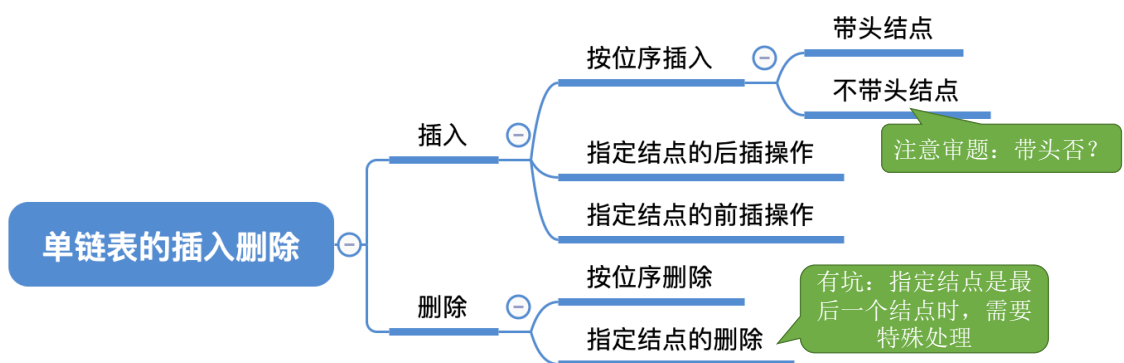 带头结点
按位序插入
不带头结点
插入
注意审题：带头否？
指定结点的后插操作
指定结点的前插操作
单链表的插入删除
按位序删除
有坑：指定结点是最
后一个结点时，需要
特殊处理
删除
指定结点的删除